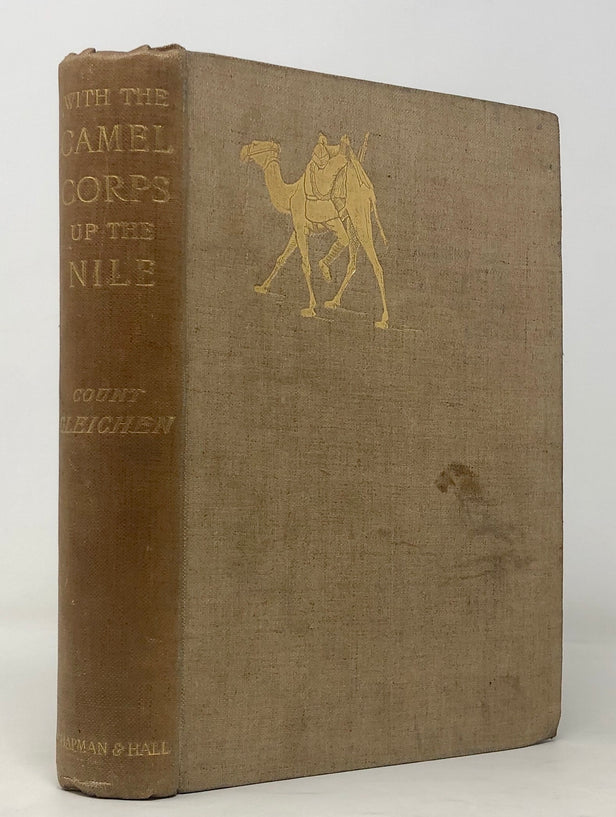 WITH THE
CAMEL
CORPS
UP THE
NILE
COUNT
GLEICHEN
CHAPMAN & HALL